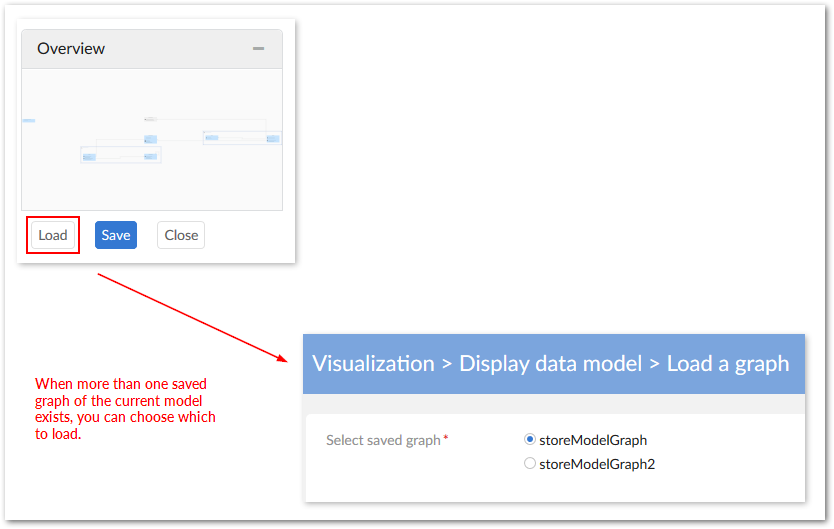 Overview
Load
Save
Close
When more than one saved
graph of the current model
exists, you can choose which
to load.
Visualization > Display data model > Load a graph
Select saved graph*
storeModelGraph
storeModelGraph2